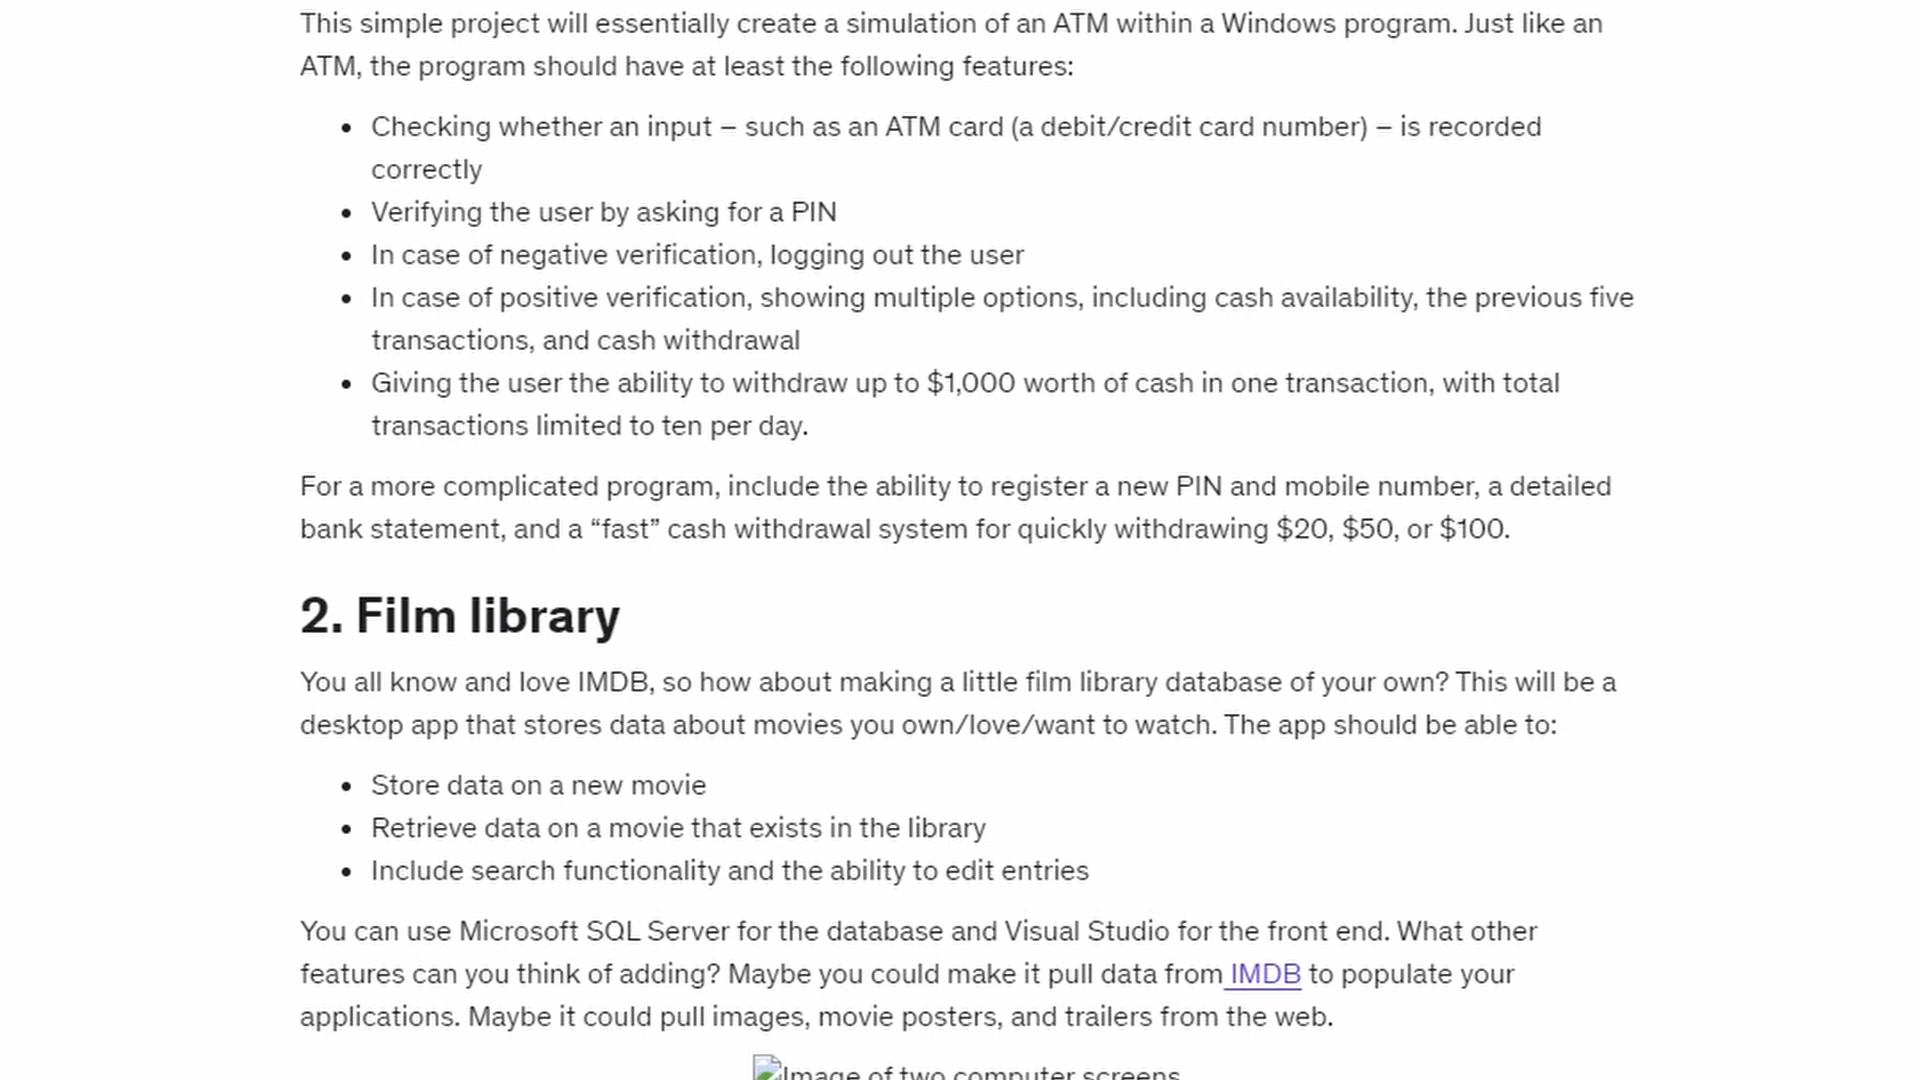 This simple project will essentially create a simulation of an ATM within a Windows program. Just like an
ATM, the program should have at least the following features:
• Checking whether an input – such as an ATM card (a debit/credit card number) – is recorded
correctly
• Verifying the user by asking for a PIN
• In case of negative verification, logging out the user
• In case of positive verification, showing multiple options, including cash availability, the previous five
transactions, and cash withdrawal
• Giving the user the ability to withdraw up to $1,000 worth of cash in one transaction, with total
transactions limited to ten per day.
For a more complicated program, include the ability to register a new PIN and mobile number, a detailed
bank statement, and a “fast” cash withdrawal system for quickly withdrawing $20, $50, or $100.
2. Film library
You all know and love IMDB, so how about making a little film library database of your own? This will be a
desktop app that stores data about movies you own/love/want to watch. The app should be able to:
• Store data on a new movie
• Retrieve data on a movie that exists in the library
• Include search functionality and the ability to edit entries
You can use Microsoft SQL Server for the database and Visual Studio for the front end. What other
features can you think of adding? Maybe you could make it pull data from IMDB to populate your
applications. Maybe it could pull images, movie posters, and trailers from the web.
Image of two computer screens